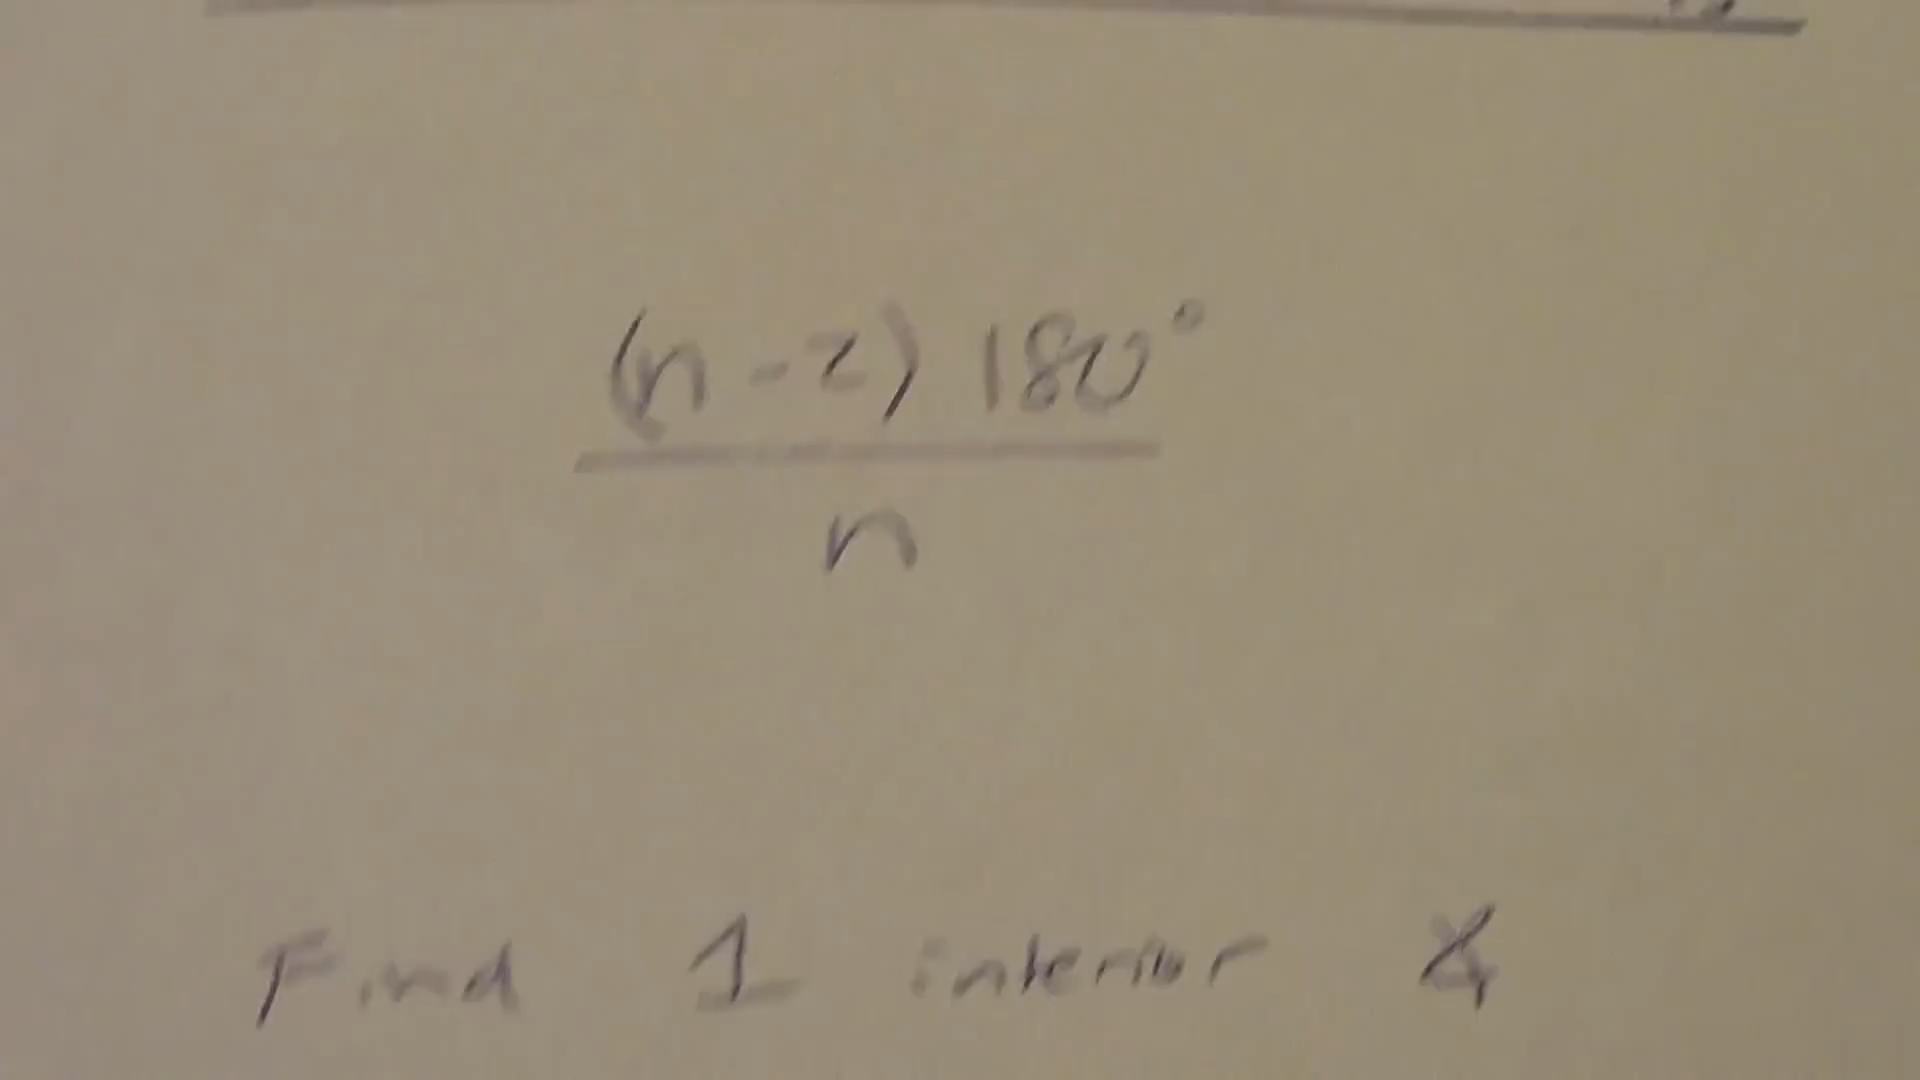 (n-2) 180°
n
Find 1 interior ∡